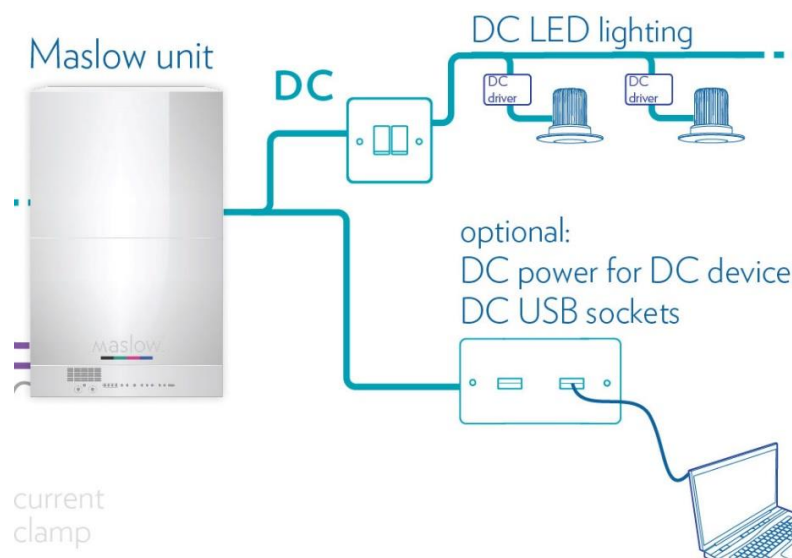 DC LED lighting
Maslow unit
DC
DC
driver
DC
driver
optional:
DC power for DC device
DC USB sockets
maslow
current
clamp